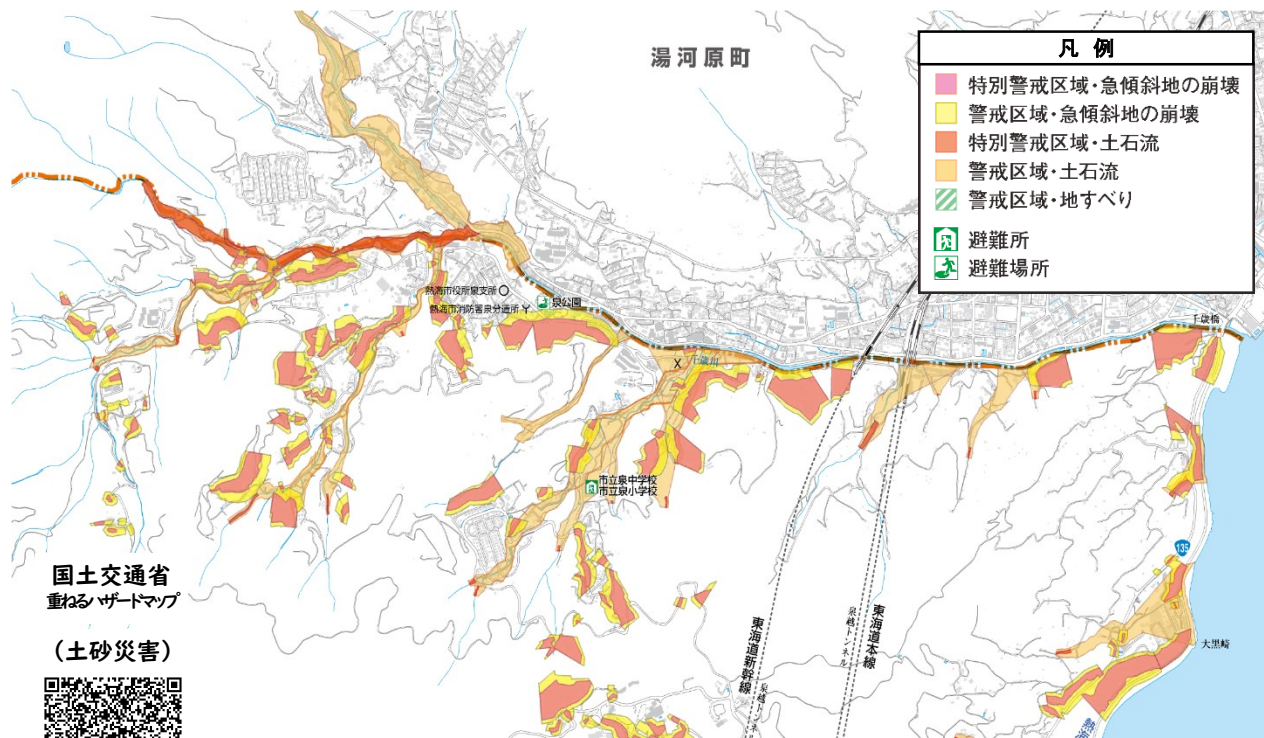 湯河原町
凡 例
特別警戒区域・急傾斜地の崩壊
警戒区域・急傾斜地の崩壊
特別警戒区域・土石流
警戒区域・土石流
警戒区域・地すべり
避難所
避難場所
千歳橋
熱海市役所泉支所
熱海市消防署泉分遣所
泉公園
千歳川
市立泉中学校
市立泉小学校
135
大黒崎
東海道新幹線
泉越トンネル
東海道本線
泉越トンネル
国土交通省
重ねるハザードマップ
(土砂災害)